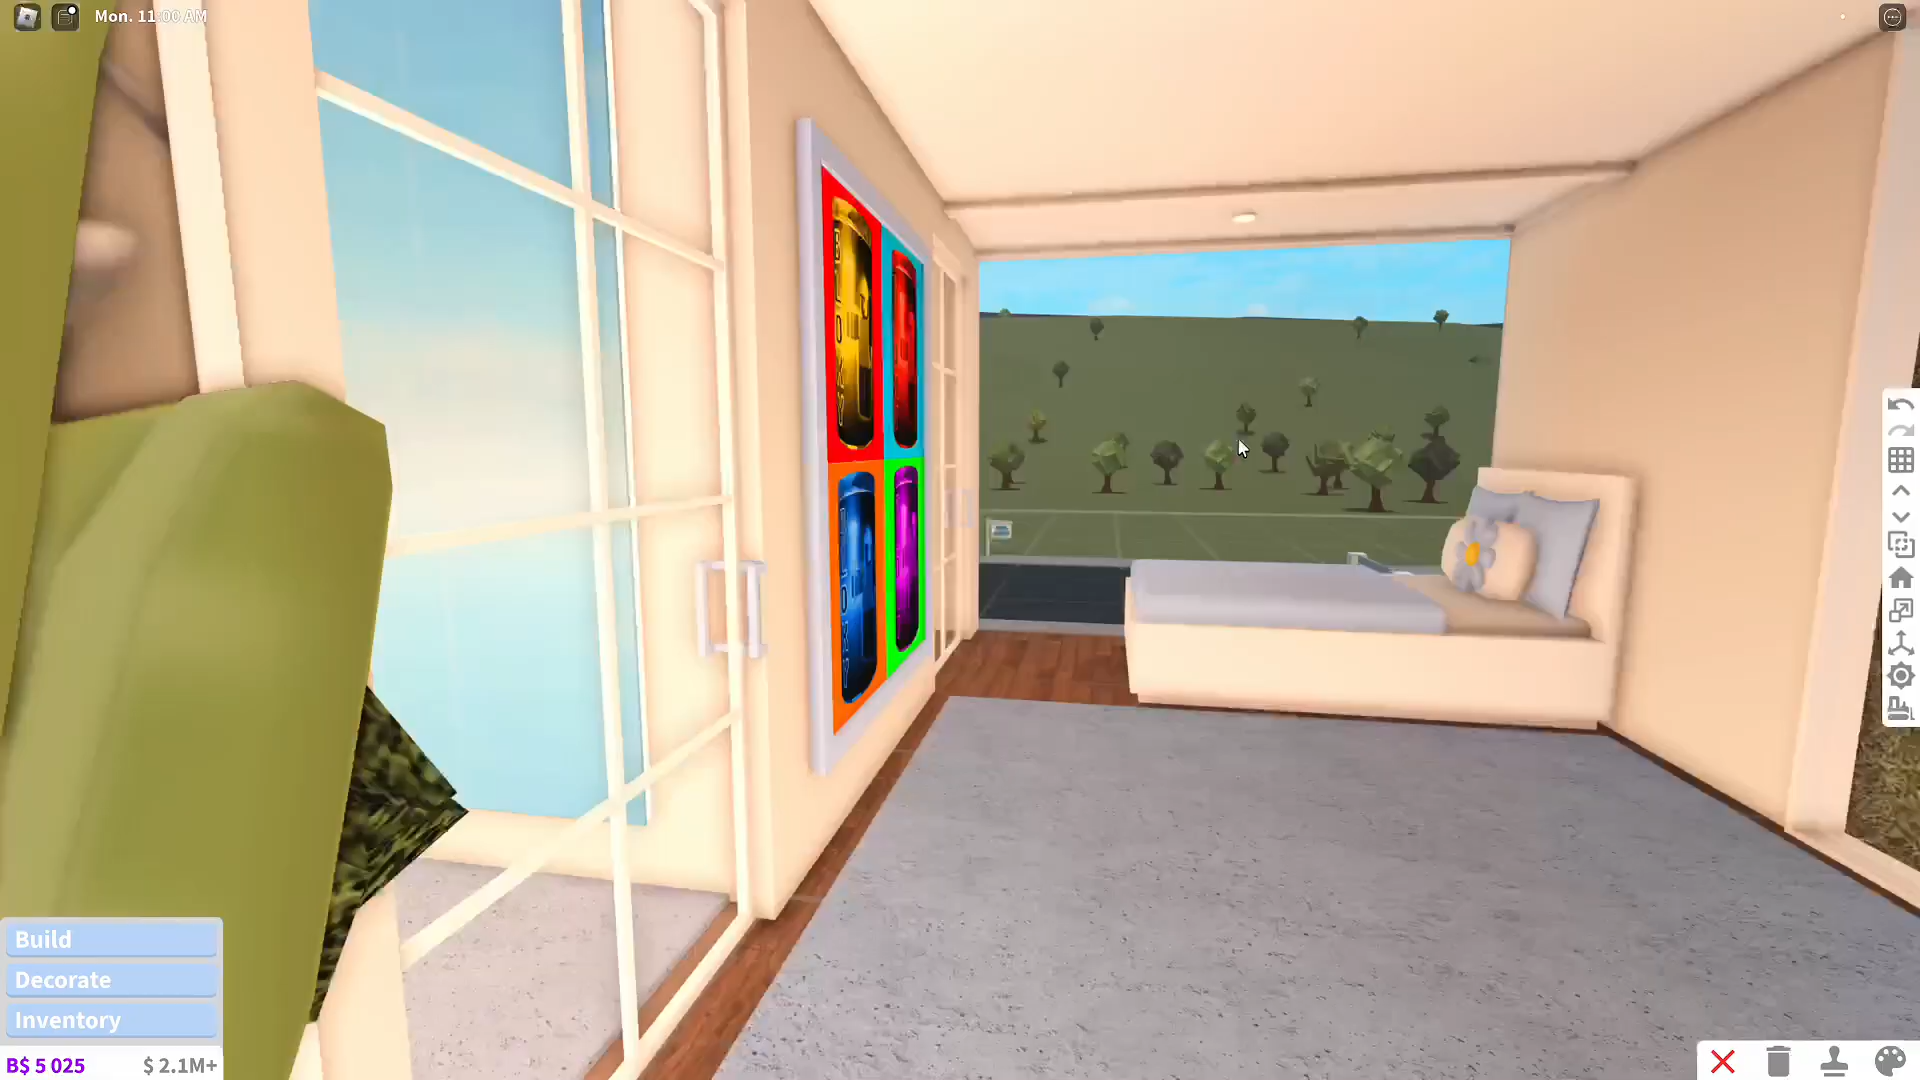 Mon. 11:00 AM
Build
Decorate
Inventory
B$ 5 025 $ 2.1M+